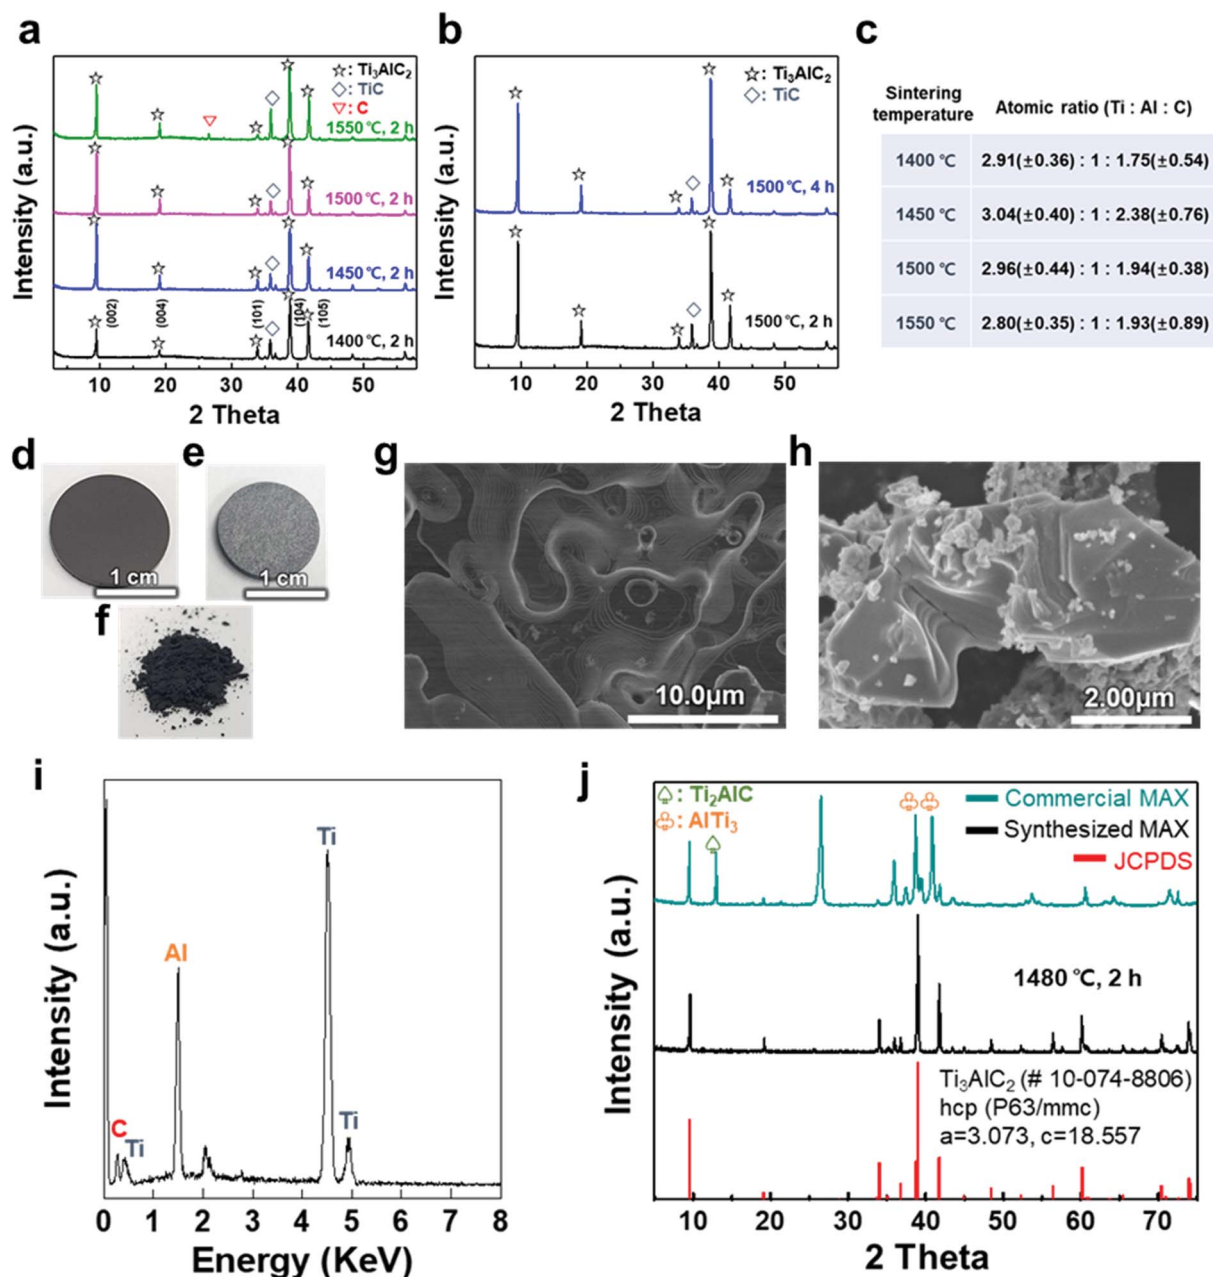 a
☆: Ti₃AlC₂
◇: TiC
▽: C
1550 ℃, 2 h
1500 ℃, 2 h
1450 ℃, 2 h
(002)
(004)
(101)
(104)
(105)
1400 ℃, 2 h
Intensity (a.u.)
10
20
30
40
50
2 Theta
b
☆: Ti₃AlC₂
◇: TiC
1500 ℃, 4 h
1500 ℃, 2 h
Intensity (a.u.)
10
20
30
40
50
2 Theta
c
Sintering temperature
Atomic ratio (Ti : Al : C)
1400 ℃ 2.91(±0.36) : 1 : 1.75(±0.54)
1450 ℃ 3.04(±0.40) : 1 : 2.38(±0.76)
1500 ℃ 2.96(±0.44) : 1 : 1.94(±0.38)
1550 ℃ 2.80(±0.35) : 1 : 1.93(±0.89)
d
1 cm
e
1 cm
f
g
10.0μm
h
2.00μm
i
Ti
Al
Ti
C
Ti
Intensity (a.u.)
0 1 2 3 4 5 6 7 8
Energy (KeV)
j
♤: Ti₂AlC
♧: AlTi₃
Commercial MAX
Synthesized MAX
JCPDS
1480 ℃, 2 h
Ti₃AlC₂ (# 10-074-8806)
hcp (P63/mmc)
a=3.073, c=18.557
Intensity (a.u.)
10 20 30 40 50 60 70
2 Theta